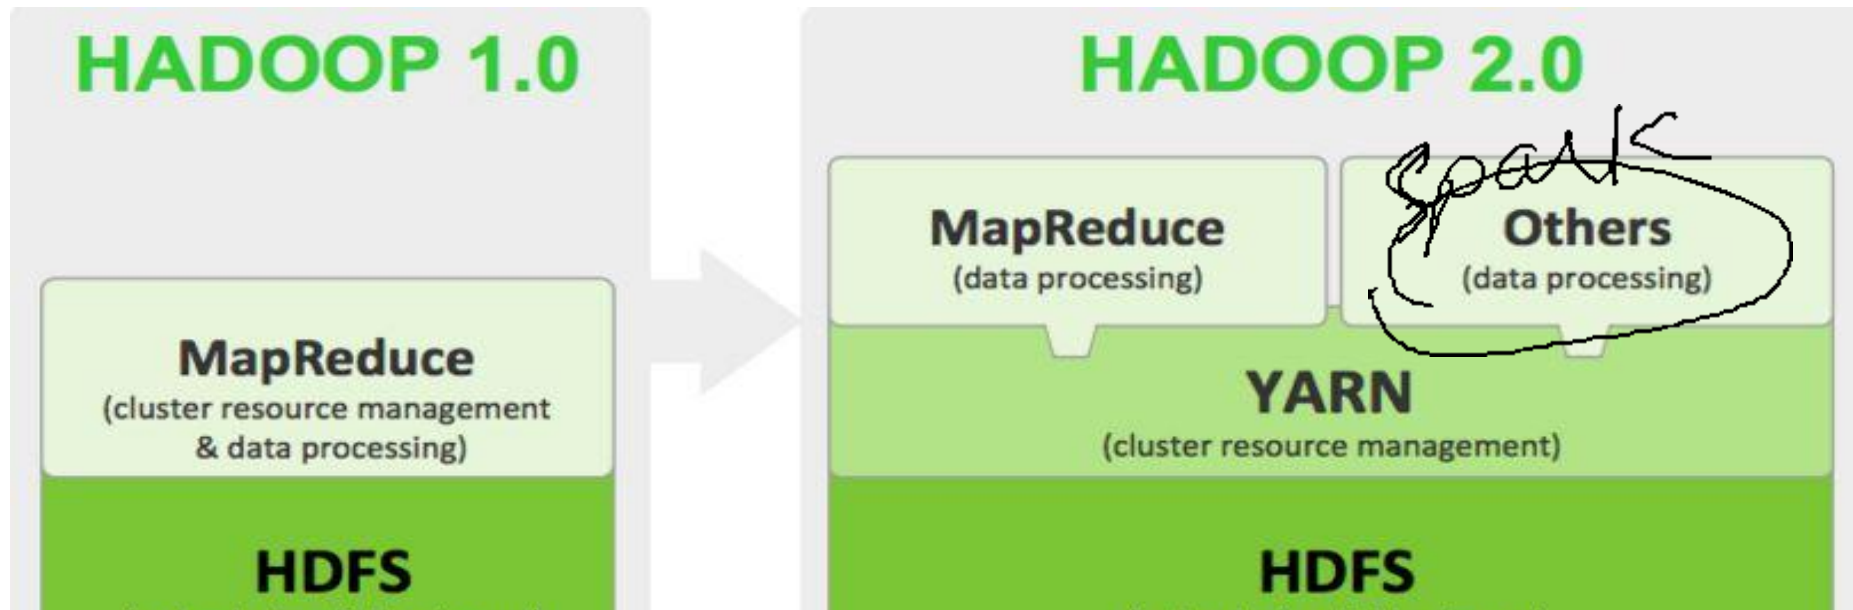 HADOOP 1.0
MapReduce
(cluster resource management
& data processing)
HDFS
HADOOP 2.0
Spark
MapReduce
(data processing)
Others
(data processing)
YARN
(cluster resource management)
HDFS